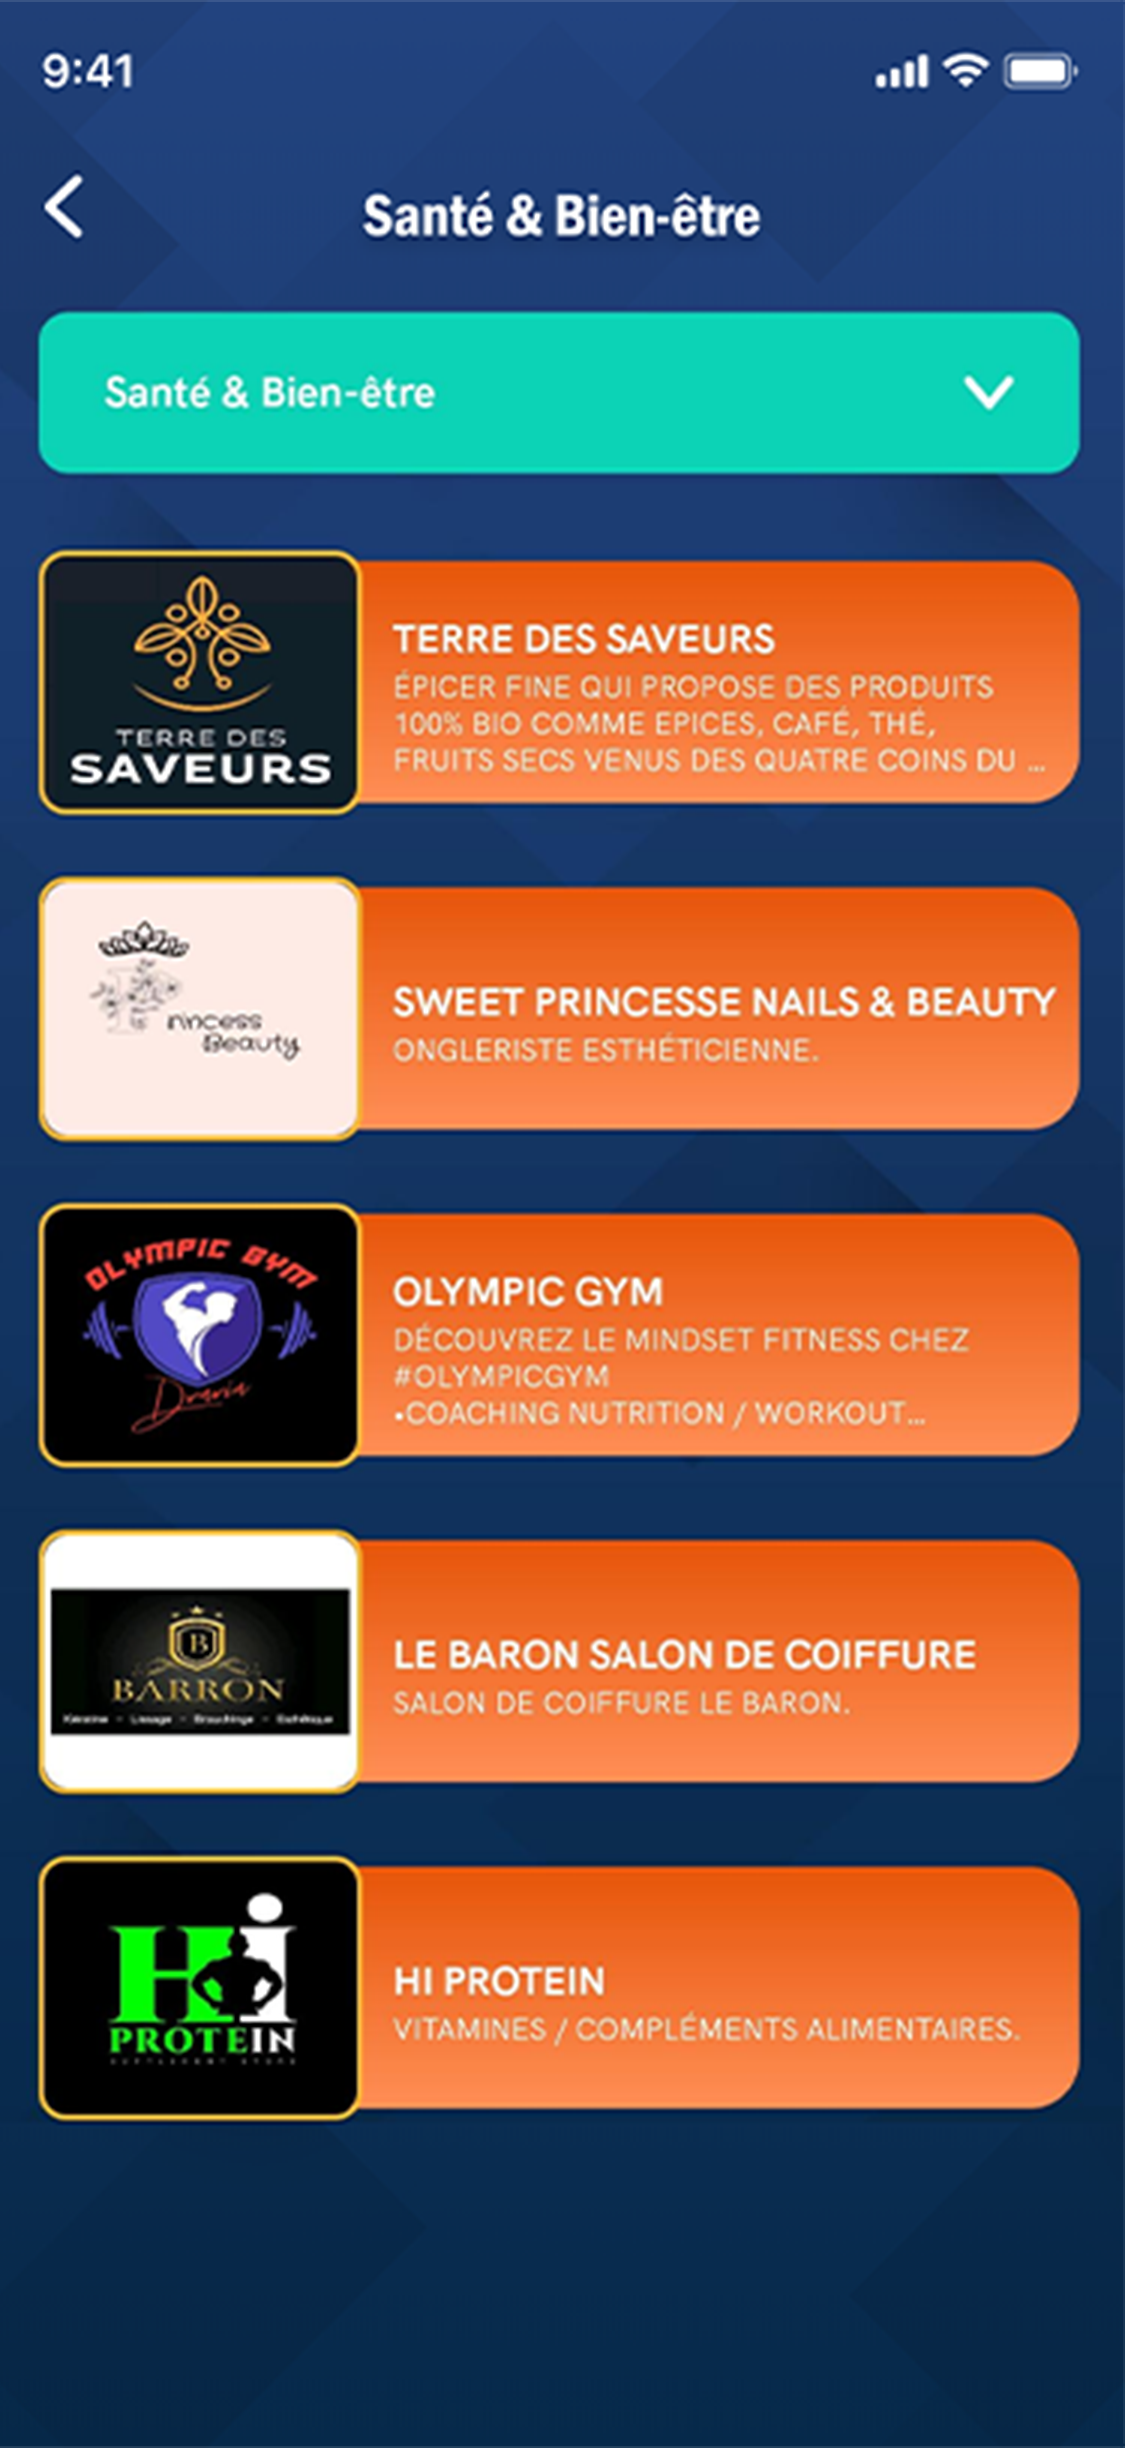 9:41
Santé & Bien-être
Santé & Bien-être
TERRE DES
SAVEURS
TERRE DES SAVEURS
ÉPICER FINE QUI PROPOSE DES PRODUITS
100% BIO COMME EPICES, CAFÉ, THÉ,
FRUITS SECS VENUS DES QUATRE COINS DU ...
Princess
Beauty
SWEET PRINCESSE NAILS & BEAUTY
ONGLERISTE ESTHÉTICIENNE.
OLYMPIC GYM
Draria
OLYMPIC GYM
DÉCOUVREZ LE MINDSET FITNESS CHEZ
#OLYMPICGYM
•COACHING NUTRITION / WORKOUT...
B
BARRON
LE BARON SALON DE COIFFURE
SALON DE COIFFURE LE BARON.
Hi
PROTEIN
HI PROTEIN
VITAMINES / COMPLÉMENTS ALIMENTAIRES.